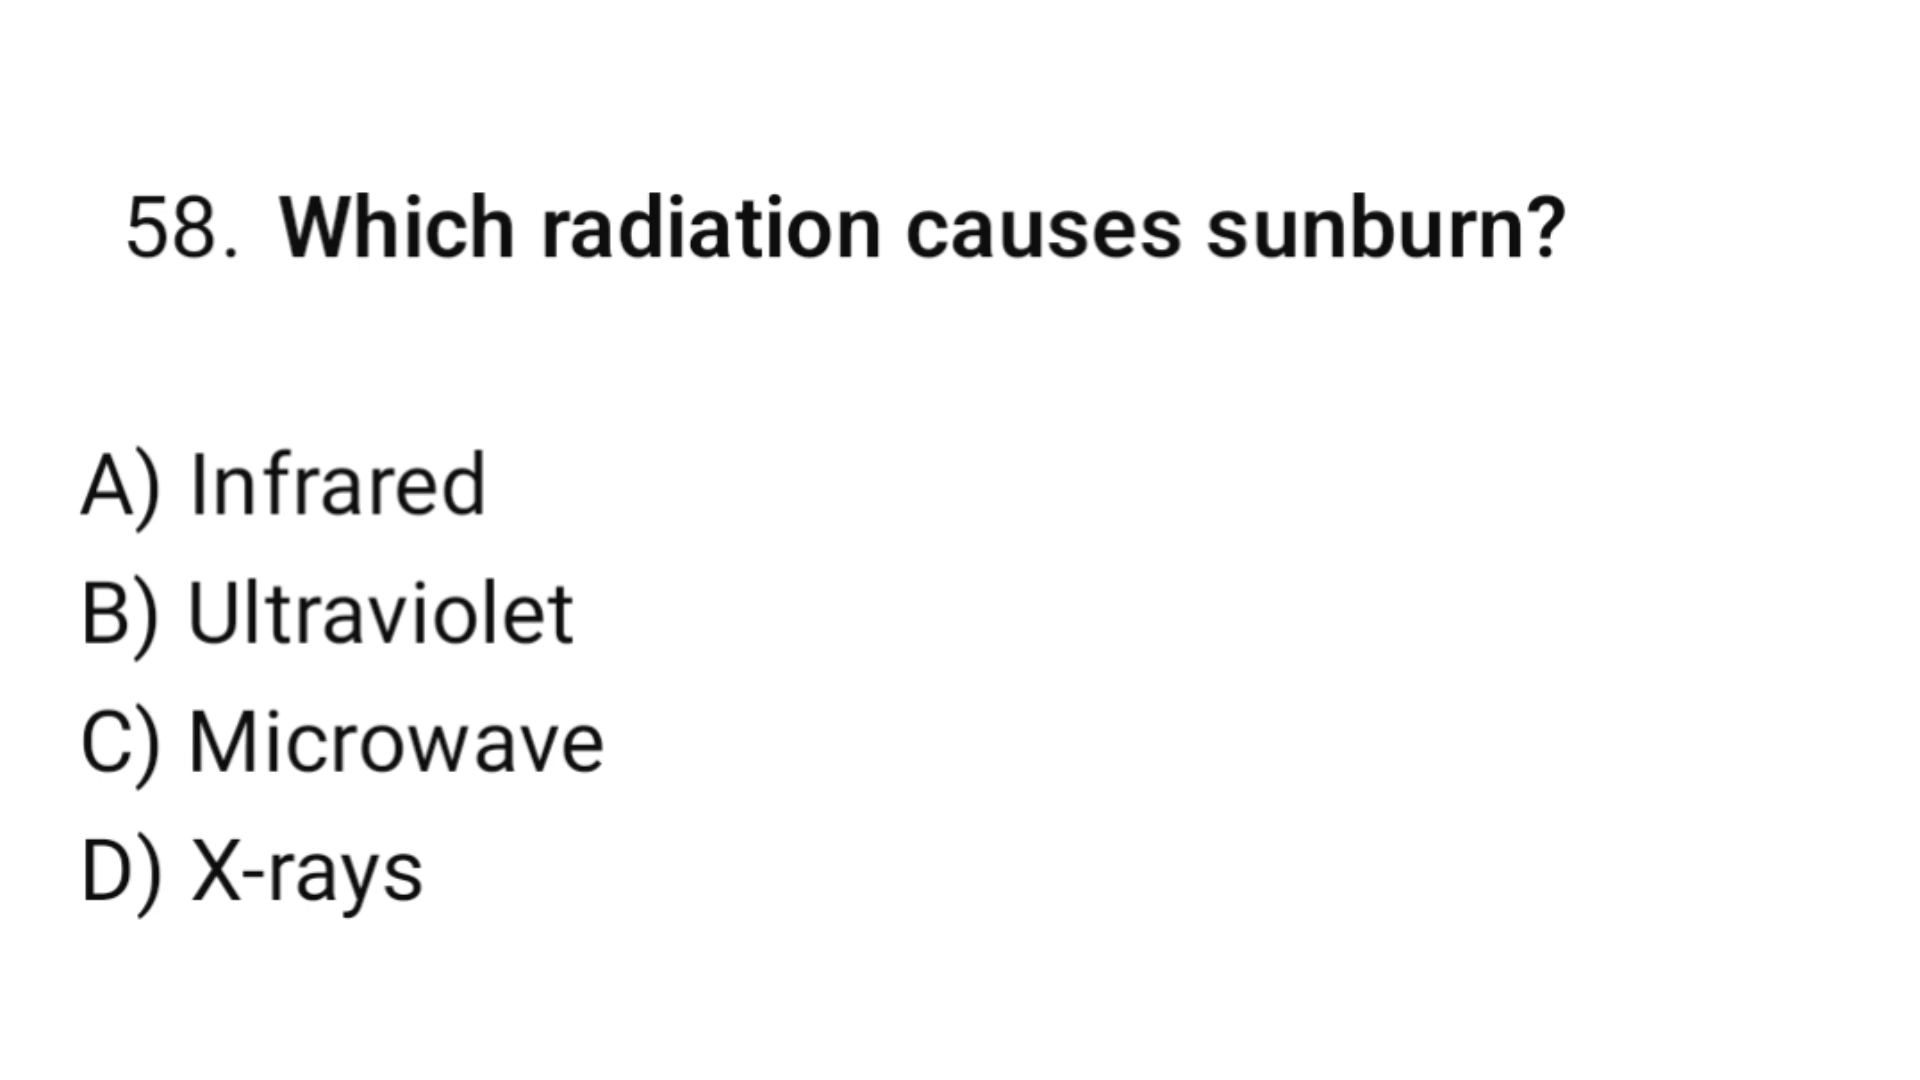 58. Which radiation causes sunburn?
A) Infrared
B) Ultraviolet
C) Microwave
D) X-rays